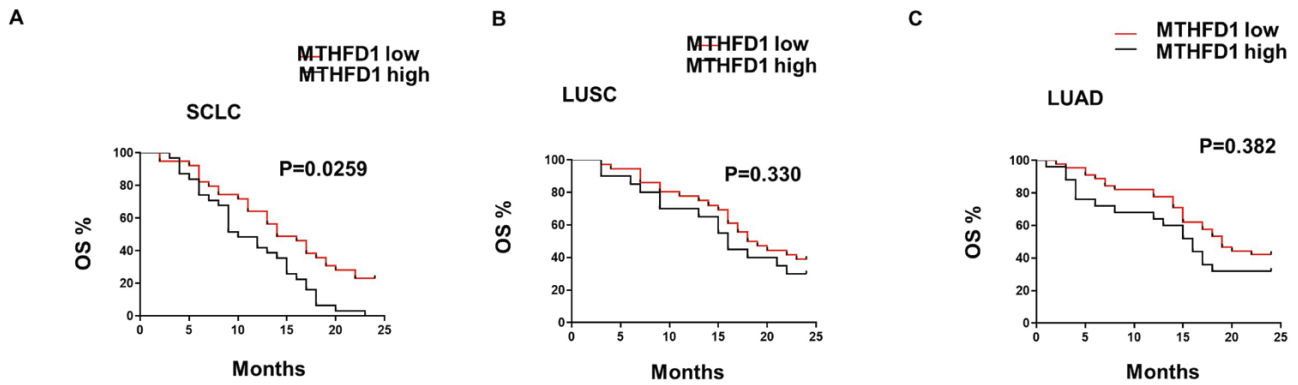 A
MTHFD1 low
MTHFD1 high
SCLC
P=0.0259
OS %
100
80
60
40
20
0
0 5 10 15 20 25
Months
B
MTHFD1 low
MTHFD1 high
LUSC
P=0.330
OS %
100
80
60
40
20
0
0 5 10 15 20 25
Months
C
MTHFD1 low
MTHFD1 high
LUAD
P=0.382
OS %
100
80
60
40
20
0
0 5 10 15 20 25
Months